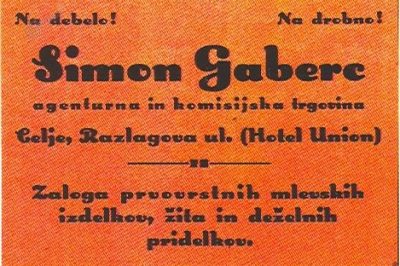 Na debelo! Na drobno!
Simon Gaberc
agenturna in komisijska trgovina
Celje, Razlagova ul. (Hotel Union)
Zaloga prvovrstnih mlevskih
izdelkov, žita in deželnih
pridelkov.